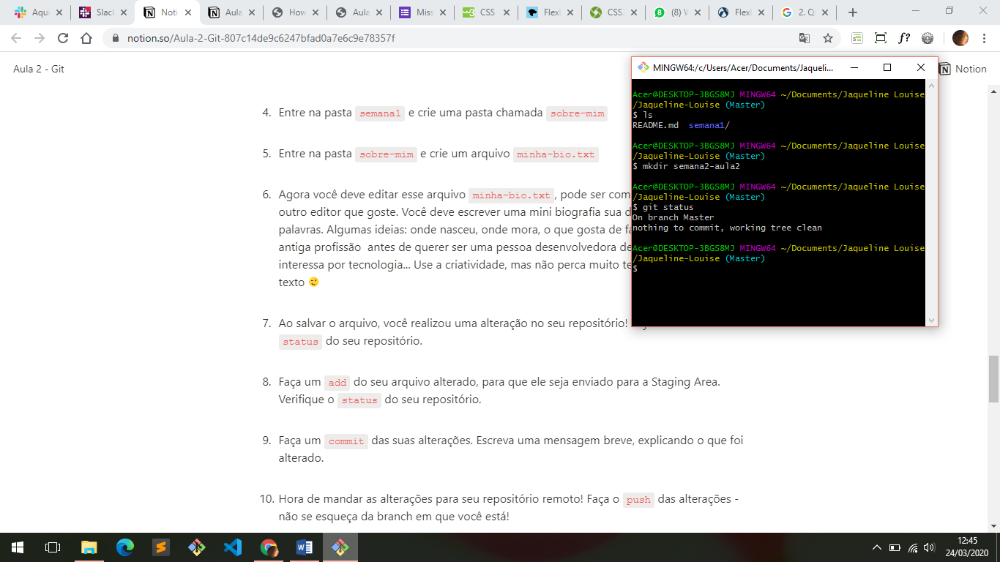 Aqui
Slack
Noti
Aula
How
Aula
Miss
CSS
Flexl
CSS:
(8) V
Flexl
2. Q
notion.so/Aula-2-Git-807c14de9c6247bfad0a7e6c9e78357f
Aula 2 - Git
Notion
4. Entre na pasta semana1 e crie uma pasta chamada sobre-mim
5. Entre na pasta sobre-mim e crie um arquivo minha-bio.txt
6. Agora você deve editar esse arquivo minha-bio.txt, pode ser com
outro editor que goste. Você deve escrever uma mini biografia sua d
palavras. Algumas ideias: onde nasceu, onde mora, o que gosta de fa
antiga profissão antes de querer ser uma pessoa desenvolvedora de
interessa por tecnologia... Use a criatividade, mas não perca muito te
texto 😉
7. Ao salvar o arquivo, você realizou uma alteração no seu repositório!
status do seu repositório.
8. Faça um add do seu arquivo alterado, para que ele seja enviado para a Staging Area.
Verifique o status do seu repositório.
9. Faça um commit das suas alterações. Escreva uma mensagem breve, explicando o que foi
alterado.
10. Hora de mandar as alterações para seu repositório remoto! Faça o push das alterações -
não se esqueça da branch em que você está!
MINGW64:/c/Users/Acer/Documents/Jaqueli...
Acer@DESKTOP-3BGS8MJ MINGW64 ~/Documents/Jaqueline Louise
/Jaqueline-Louise (Master)
$ ls
README.md semana1/
Acer@DESKTOP-3BGS8MJ MINGW64 ~/Documents/Jaqueline Louise
/Jaqueline-Louise (Master)
$ mkdir semana2-aula2
Acer@DESKTOP-3BGS8MJ MINGW64 ~/Documents/Jaqueline Louise
/Jaqueline-Louise (Master)
$ git status
On branch Master
nothing to commit, working tree clean
Acer@DESKTOP-3BGS8MJ MINGW64 ~/Documents/Jaqueline Louise
/Jaqueline-Louise (Master)
$
12:45
24/03/2020